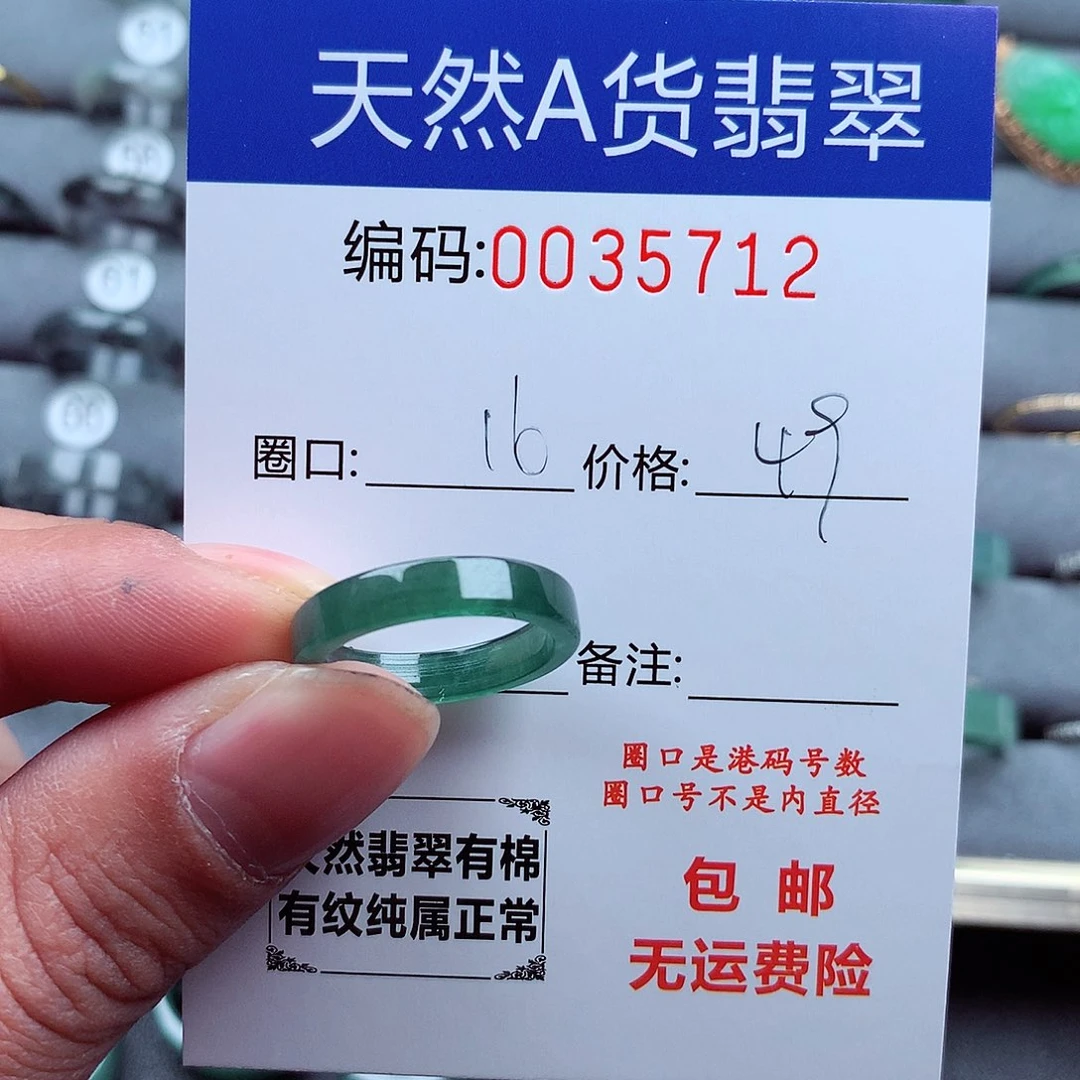 天然A货翡翠
编码:0035712
圈口: 16 价格: 49
备注:
圈口是港码号数
圈口号不是内直径
然翡翠有棉
有纹纯属正常
包 邮
无运费险
61
66